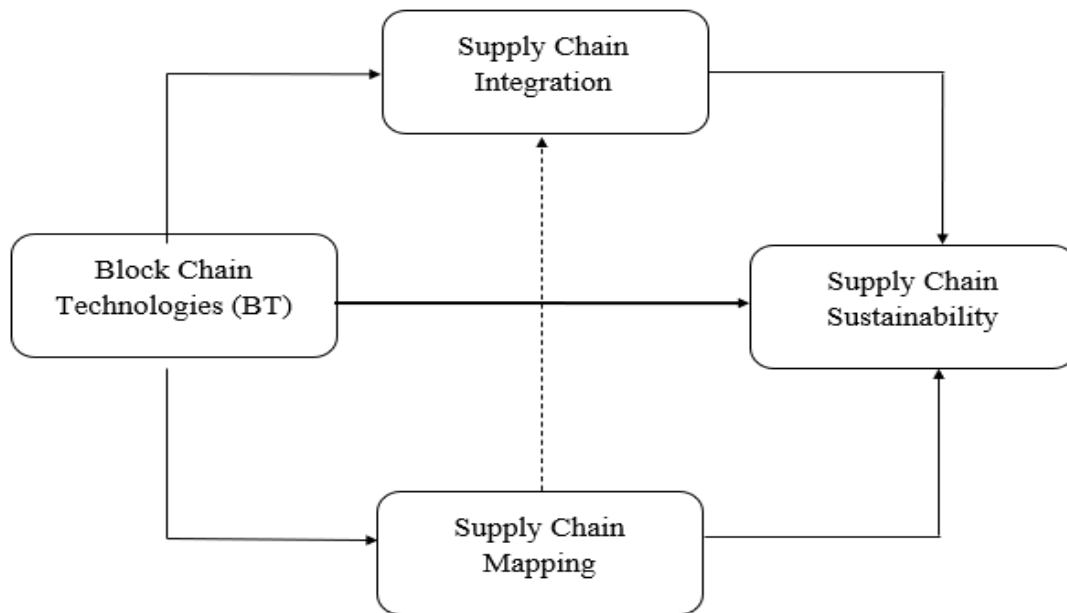 Supply Chain
Integration
Block Chain
Technologies (BT)
Supply Chain
Sustainability
Supply Chain
Mapping